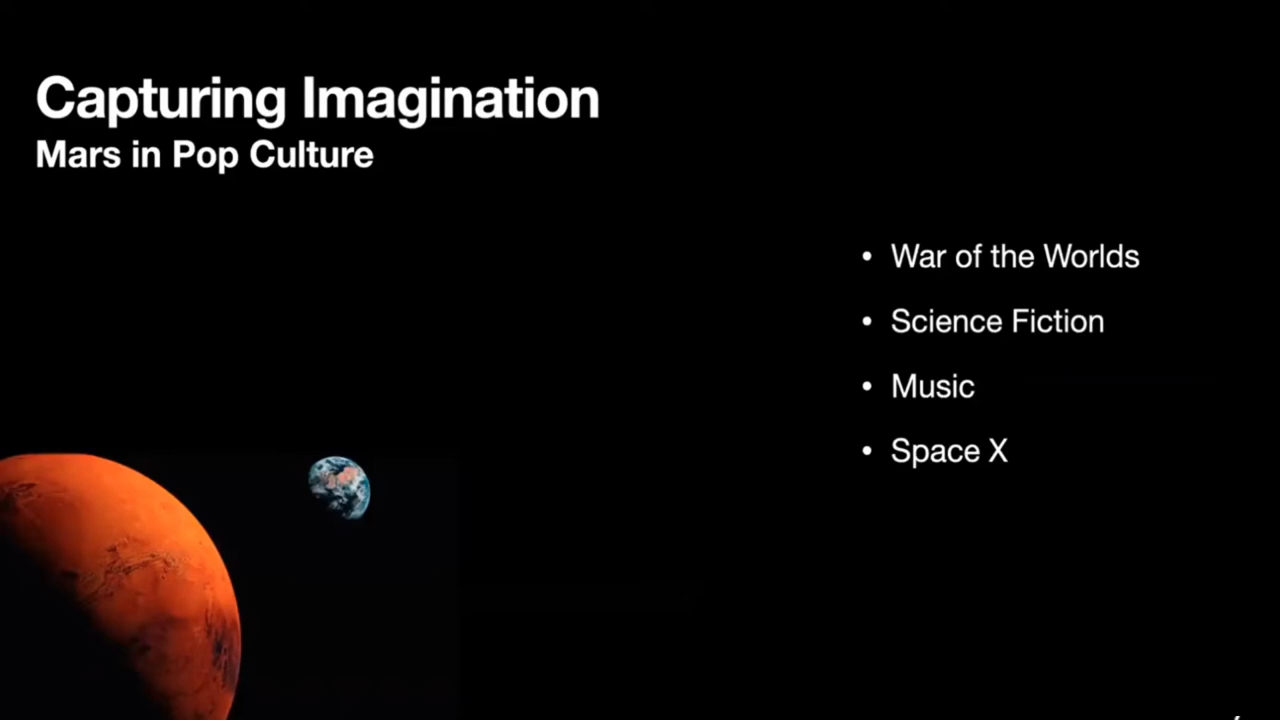 Capturing Imagination
Mars in Pop Culture
• War of the Worlds
• Science Fiction
• Music
• Space X